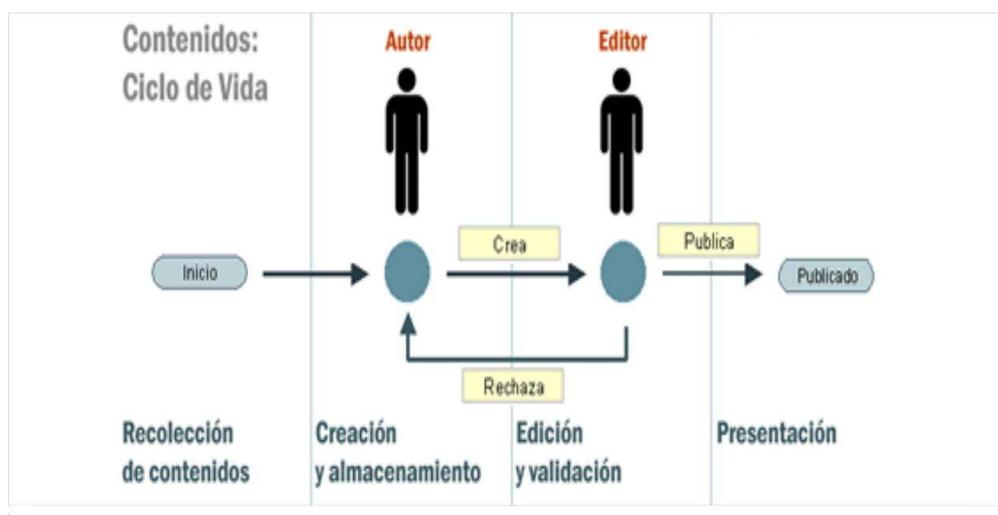 Contenidos:
Ciclo de Vida
Autor
Editor
Crea
Publica
Inicio
Publicado
Rechaza
Recolección
de contenidos
Creación
y almacenamiento
Edición
y validación
Presentación